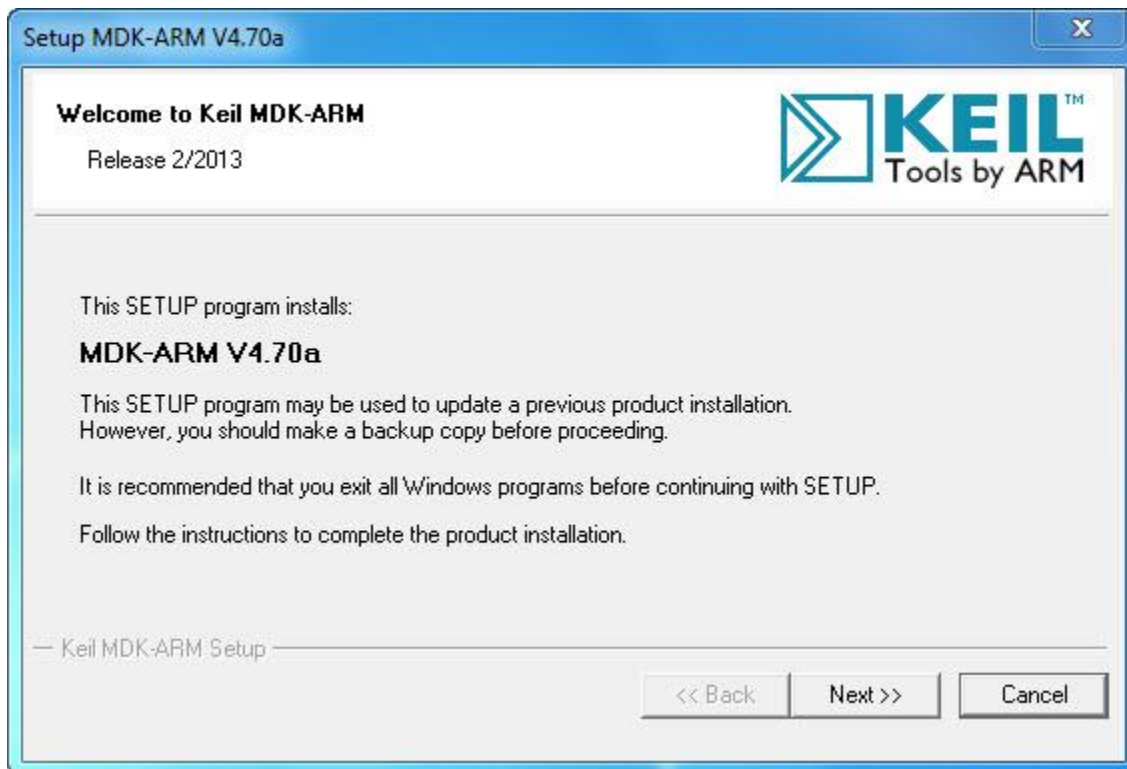 Setup MDK-ARM V4.70a
x
Welcome to Keil MDK-ARM
Release 2/2013
KEIL™
Tools by ARM
This SETUP program installs:
MDK-ARM V4.70a
This SETUP program may be used to update a previous product installation.
However, you should make a backup copy before proceeding.
It is recommended that you exit all Windows programs before continuing with SETUP.
Follow the instructions to complete the product installation.
Keil MDK-ARM Setup
<< Back
Next >>
Cancel